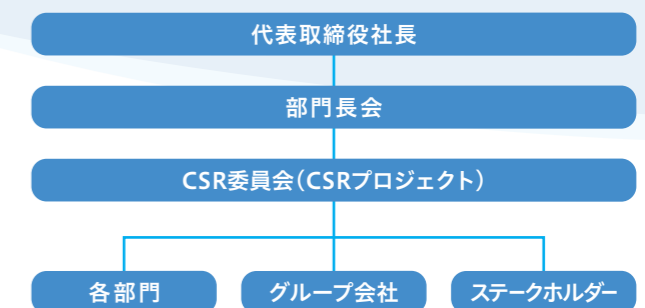 代表取締役社長
部門長会
CSR委員会(CSRプロジェクト)
各部門
グループ会社
ステークホルダー